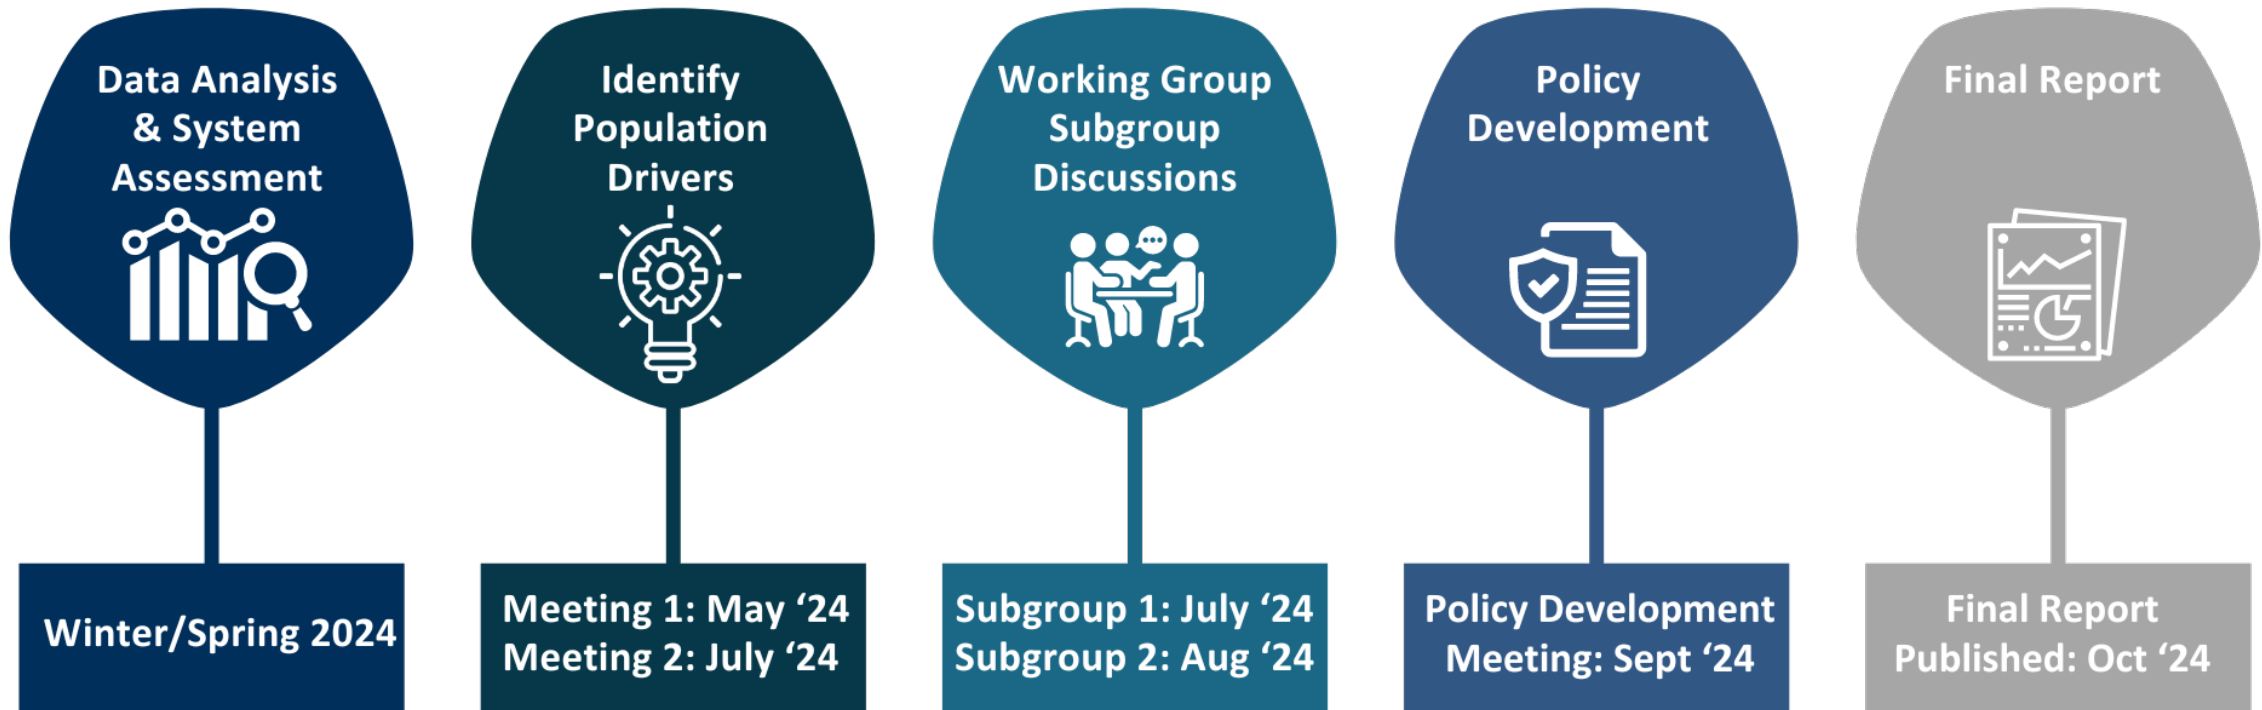 Data Analysis
& System
Assessment
Winter/Spring 2024
Identify
Population
Drivers
Meeting 1: May ‘24
Meeting 2: July ‘24
Working Group
Subgroup
Discussions
Subgroup 1: July ‘24
Subgroup 2: Aug ‘24
Policy
Development
Policy Development
Meeting: Sept ‘24
Final Report
Final Report
Published: Oct ‘24